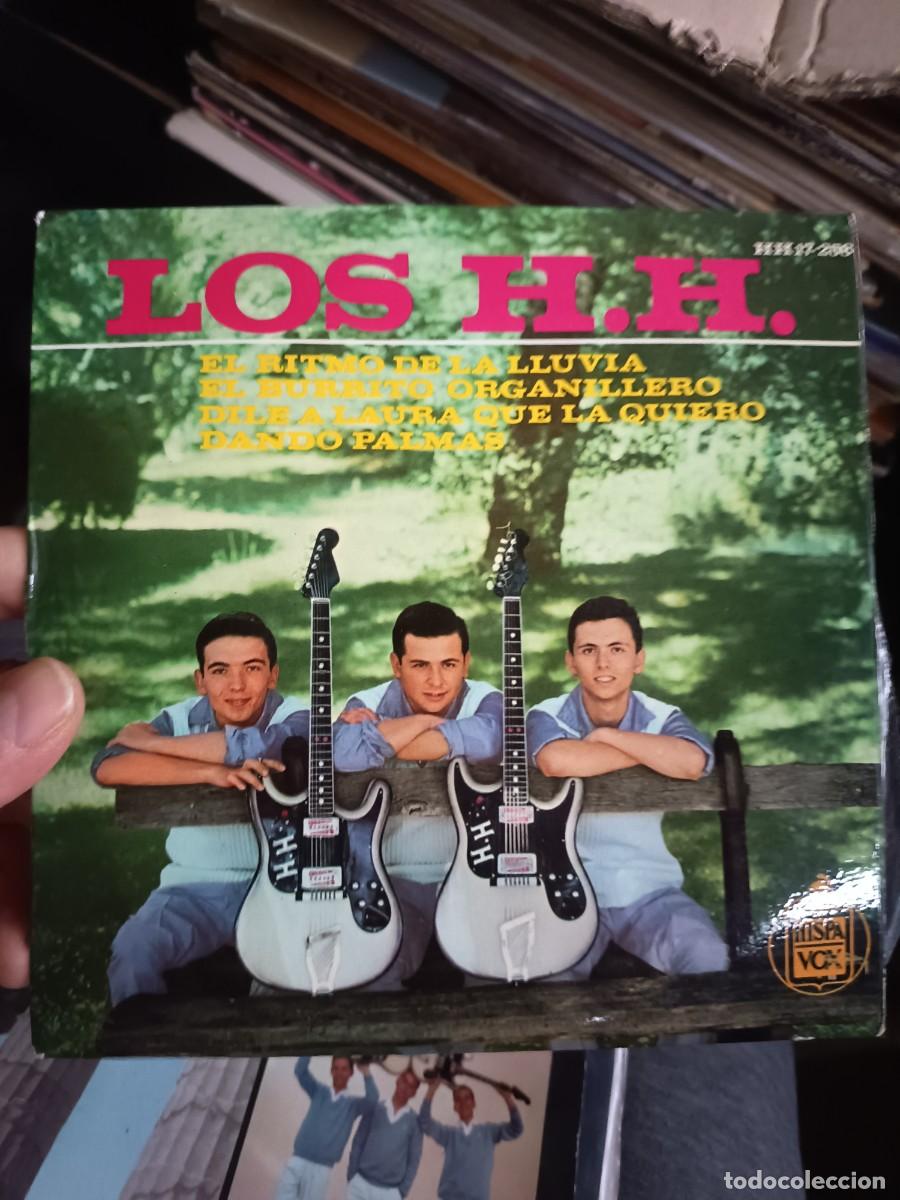 HH 17-298
LOS H.H.
EL RITMO DE LA LLUVIA
EL BURRITO ORGANILLERO
DILE A LAURA QUE LA QUIERO
DANDO PALMAS
H.H
H.H
HISPA
VOX
todocoleccion